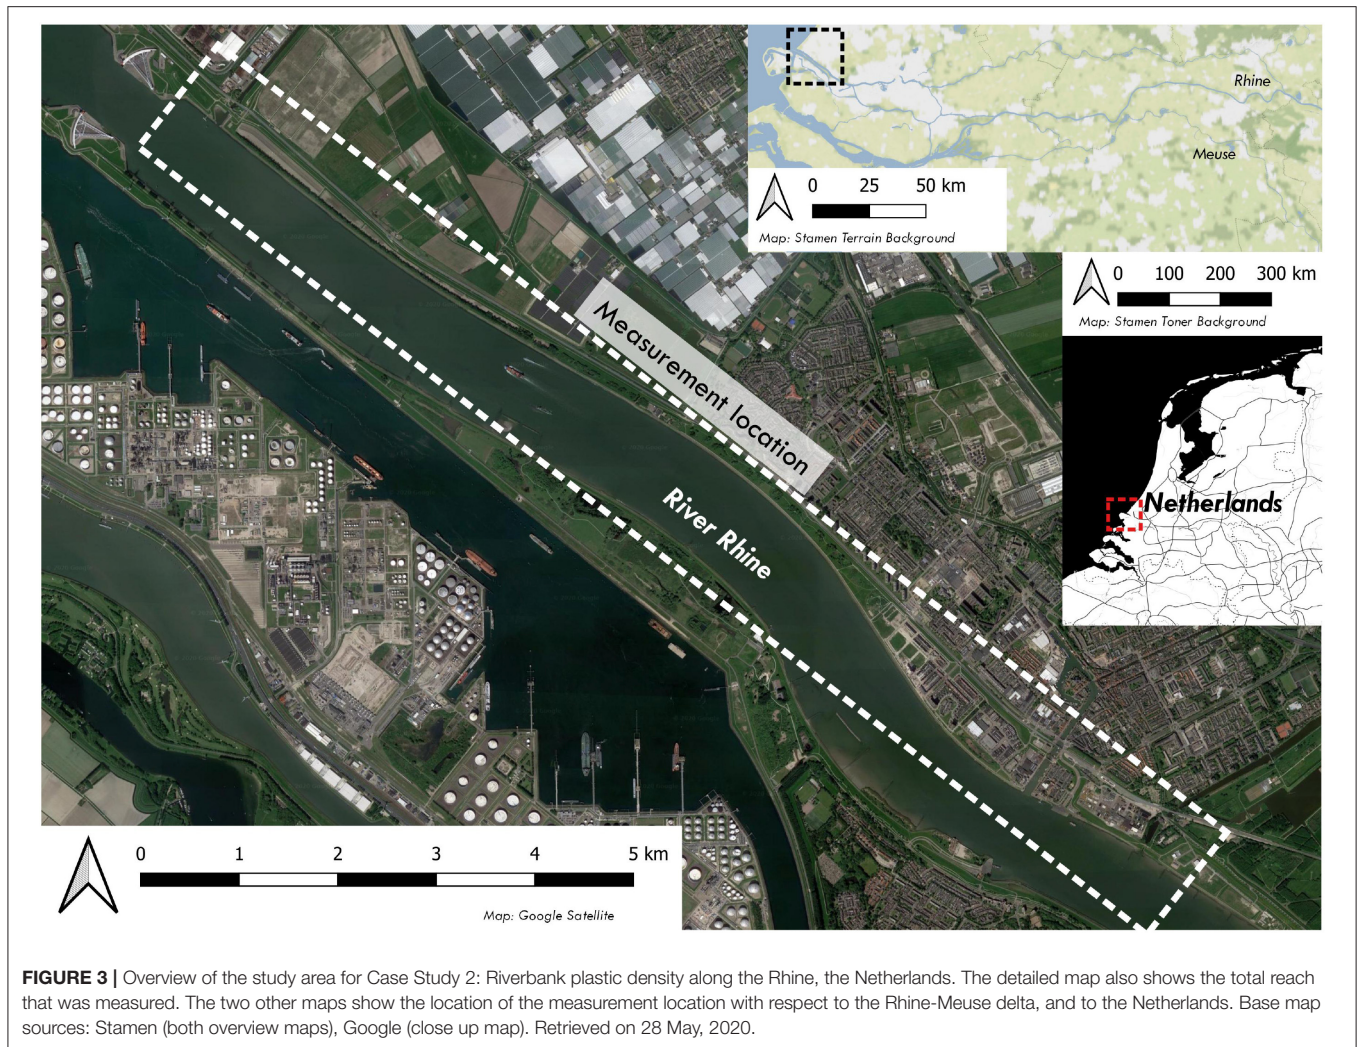 Rhine
Meuse
0 25 50 km
Map: Stamen Terrain Background
0 100 200 300 km
Map: Stamen Toner Background
Measurement location
River Rhine
Netherlands
0 1 2 3 4 5 km
Map: Google Satellite
FIGURE 3 | Overview of the study area for Case Study 2: Riverbank plastic density along the Rhine, the Netherlands. The detailed map also shows the total reach
that was measured. The two other maps show the location of the measurement location with respect to the Rhine-Meuse delta, and to the Netherlands. Base map
sources: Stamen (both overview maps), Google (close up map). Retrieved on 28 May, 2020.